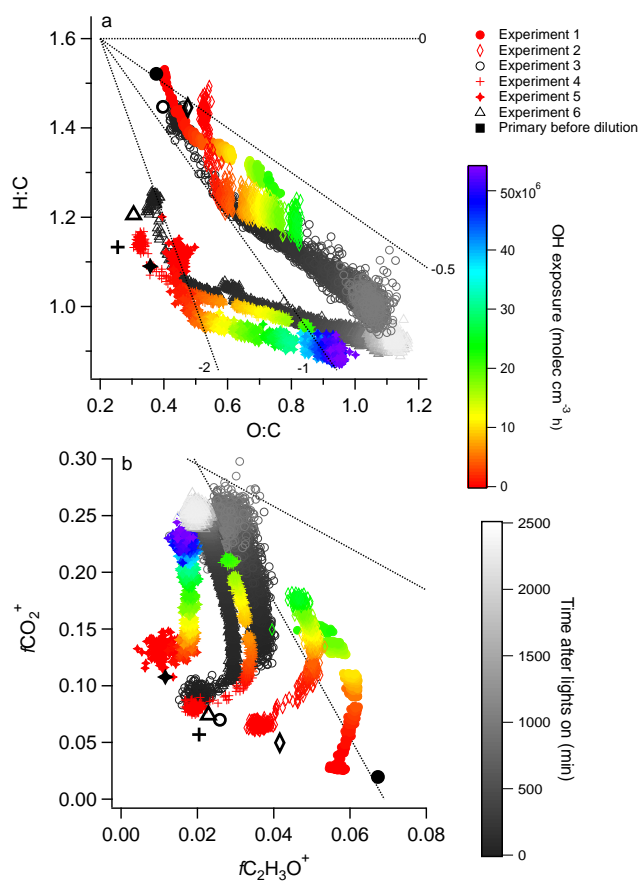 a
1.6
1.4
1.2
1.0
H:C
0
-0.5
-1
-2
0.2
0.4
0.6
0.8
1.0
1.2
O:C
Experiment 1
Experiment 2
Experiment 3
Experiment 4
Experiment 5
Experiment 6
Primary before dilution
50x10⁶
40
30
20
10
0
OH exposure (molec cm⁻³ h)
b
0.30
0.25
0.20
0.15
0.10
0.05
0.00
fCO₂⁺
0.00
0.02
0.04
0.06
0.08
fC₂H₃O⁺
2500
2000
1500
1000
500
0
Time after lights on (min)